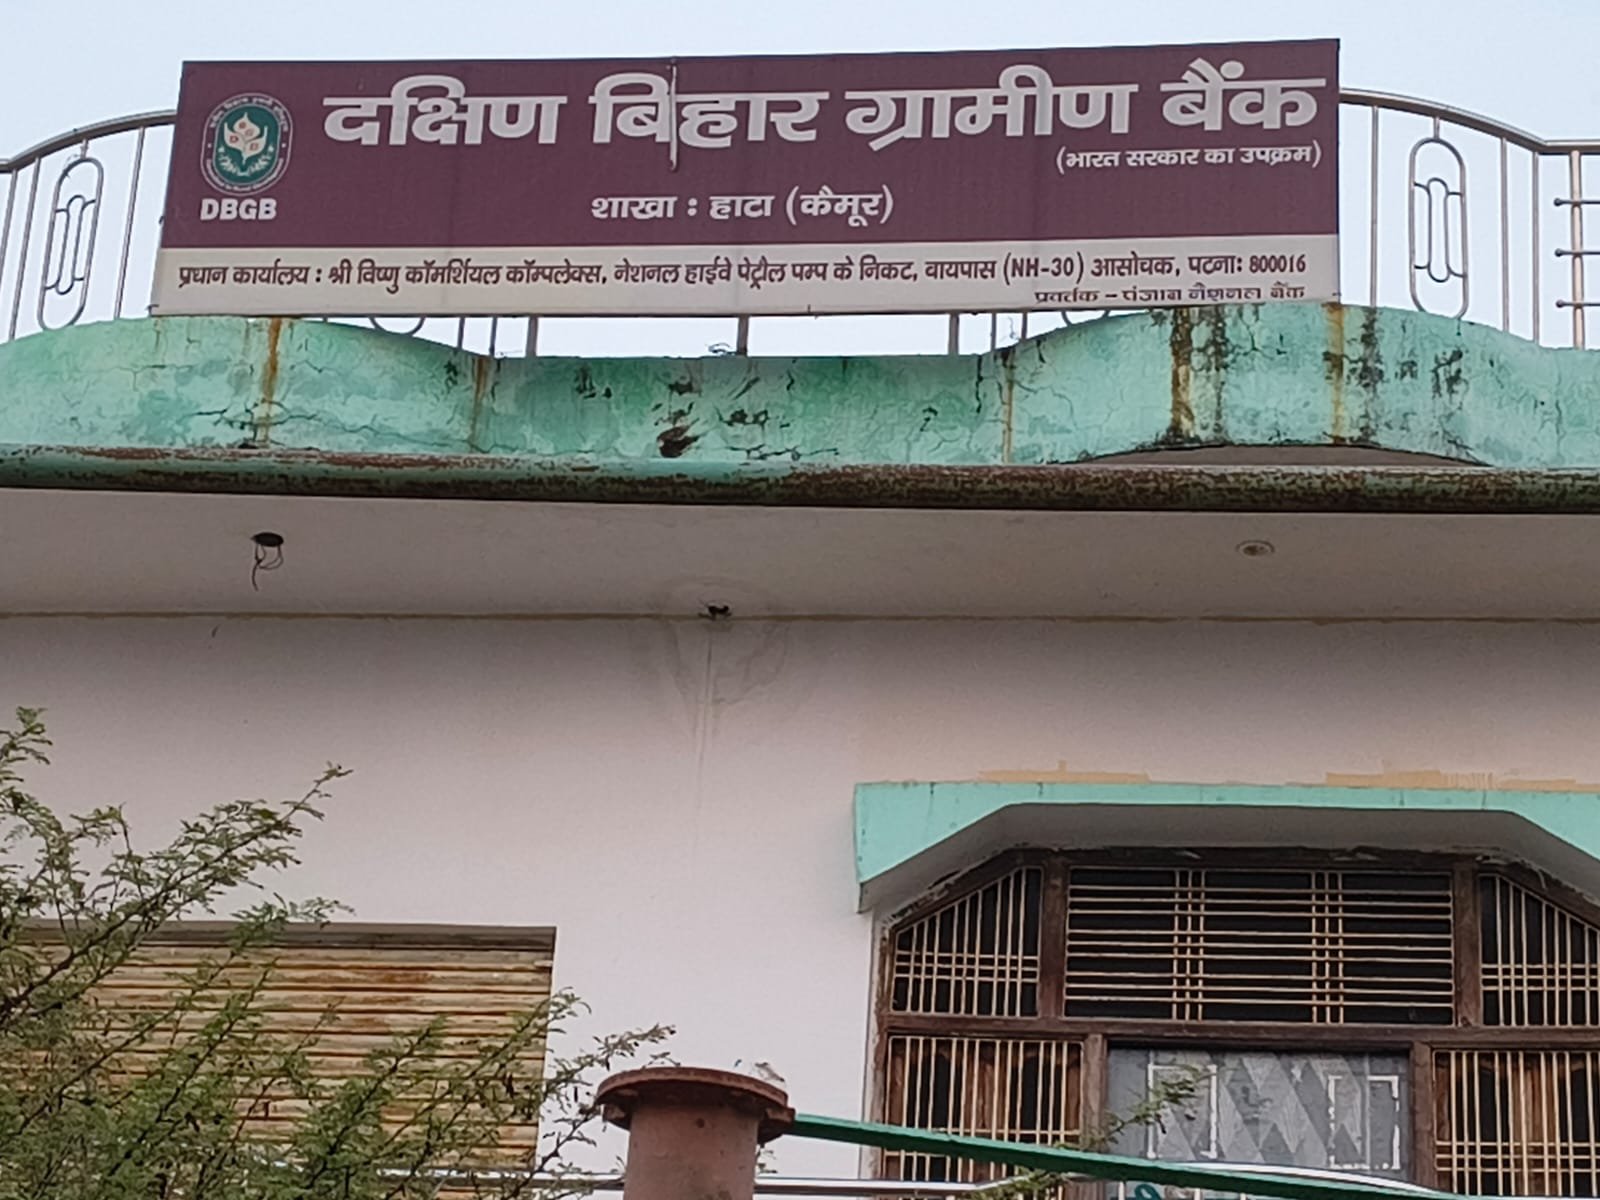 दक्षिण बिहार ग्रामीण बैंक
(भारत सरकार का उपक्रम)
DBGB
शाखा : हाटा (कैमूर)
प्रधान कार्यालय : श्री विष्णु कॉमर्शियल कॉम्पलेक्स, नेशनल हाईवे पेट्रौल पम्प के निकट, वायपास (NH-30) आसोचक, पटनाः 800016
प्रवर्तक - पंजाब नेशनल बैंक